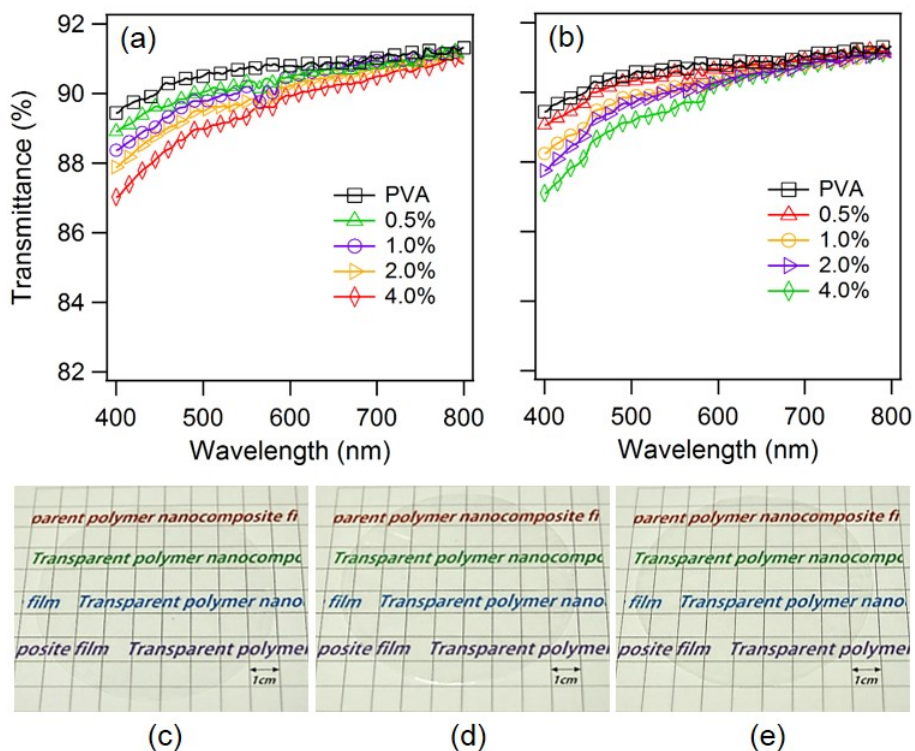 (a)
92
90
88
86
84
82
Transmittance (%)
PVA
0.5%
1.0%
2.0%
4.0%
400 500 600 700 800
Wavelength (nm)
(b)
PVA
0.5%
1.0%
2.0%
4.0%
400 500 600 700 800
Wavelength (nm)
parent polymer nanocomposite fi
Transparent polymer nanocompo
film Transparent polymer nano
posite film Transparent polymer
1cm
(c)
parent polymer nanocomposite fi
Transparent polymer nanocompo
film Transparent polymer nano
posite film Transparent polymer
1cm
(d)
parent polymer nanocomposite fi
Transparent polymer nanocompo
film Transparent polymer nano
posite film Transparent polymer
1cm
(e)